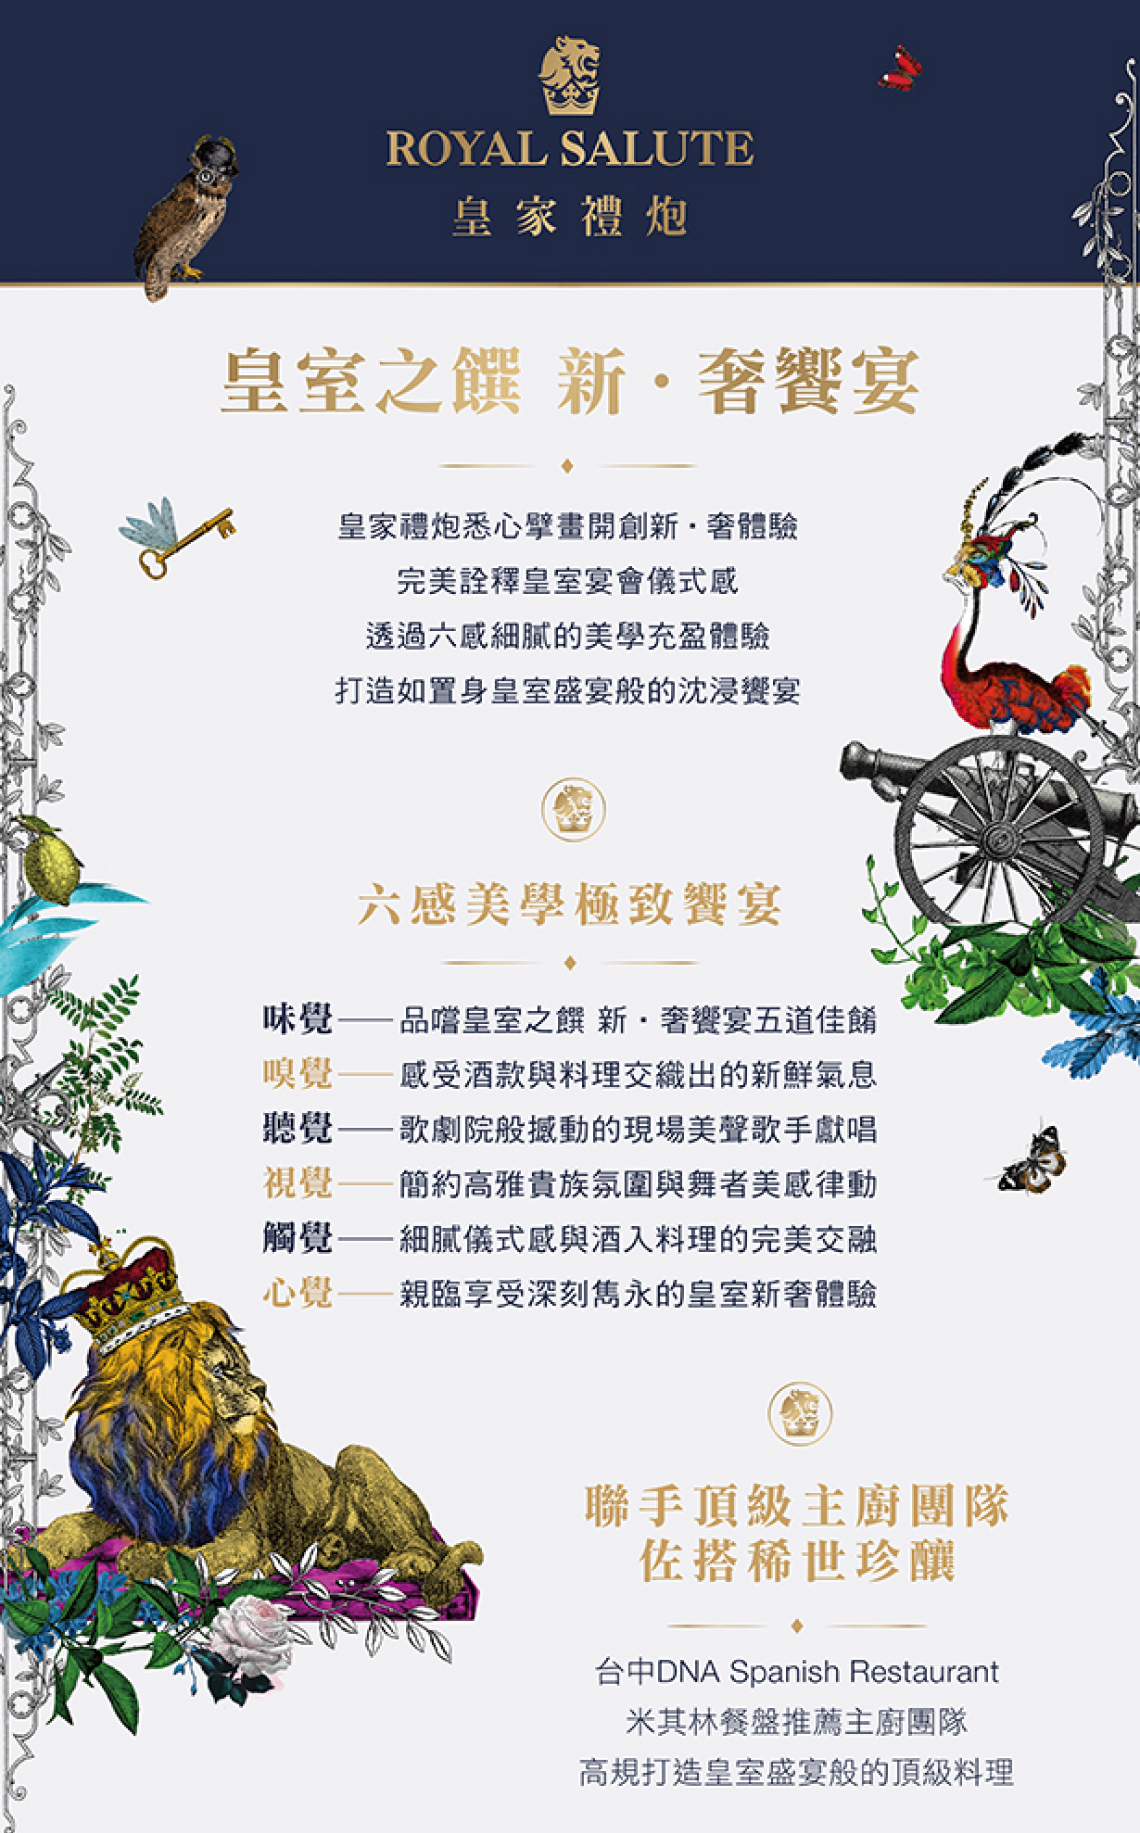 ROYAL SALUTE
皇家禮炮
皇室之饌 新・奢饗宴
皇家禮炮悉心擘畫開創新・奢體驗
完美詮釋皇室宴會儀式感
透過六感細膩的美學充盈體驗
打造如置身皇室盛宴般的沈浸饗宴
六感美學極致饗宴
味覺——品嚐皇室之饌 新・奢饗宴五道佳餚
嗅覺——感受酒款與料理交織出的新鮮氣息
聽覺——歌劇院般撼動的現場美聲歌手獻唱
視覺——簡約高雅貴族氛圍與舞者美感律動
觸覺——細膩儀式感與酒入料理的完美交融
心覺——親臨享受深刻雋永的皇室新奢體驗
聯手頂級主廚團隊
佐搭稀世珍釀
台中DNA Spanish Restaurant
米其林餐盤推薦主廚團隊
高規打造皇室盛宴般的頂級料理